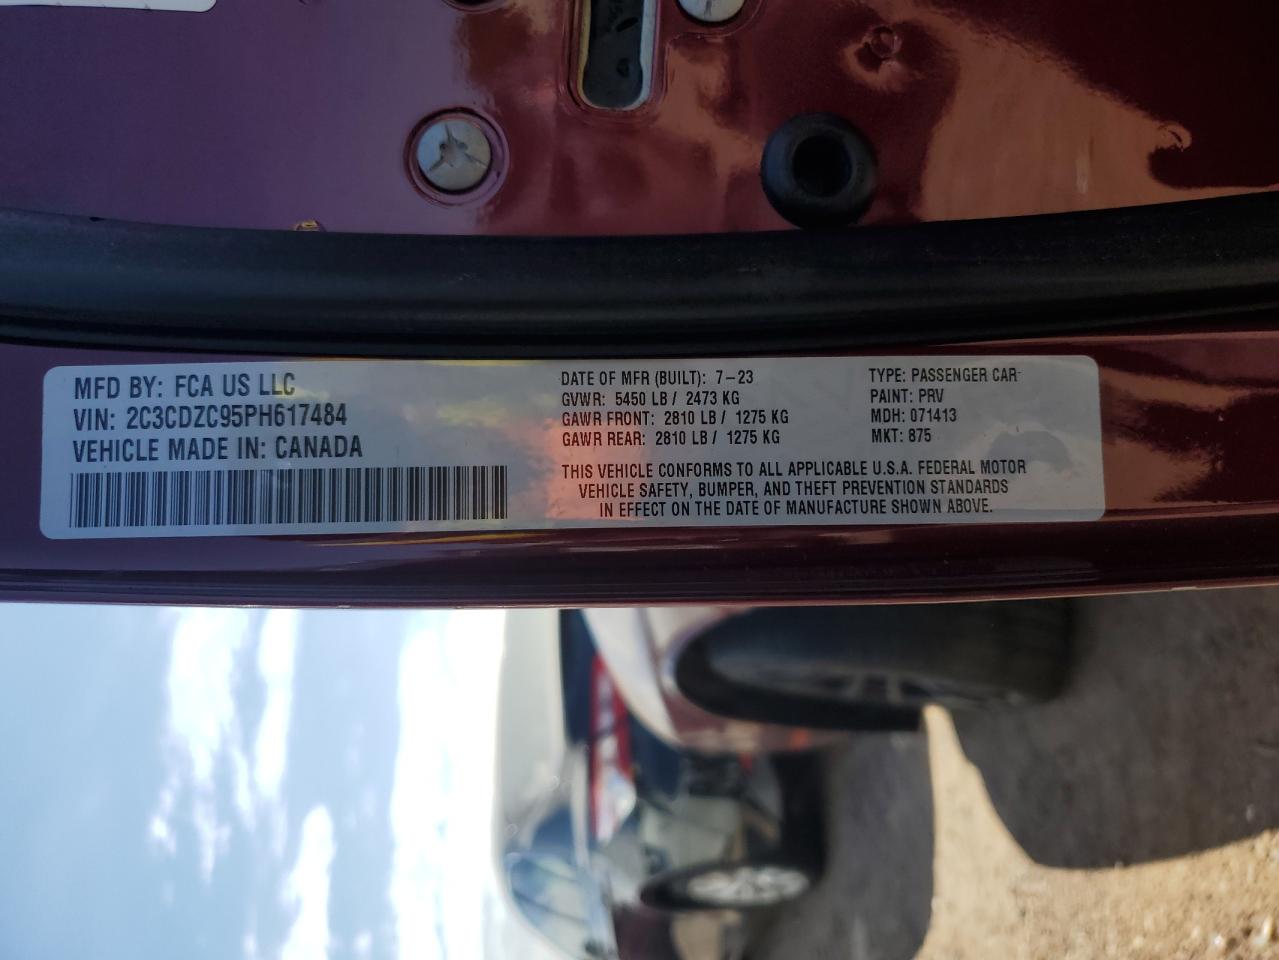 MFD BY: FCA US LLC
VIN: 2C3CDZC95PH617484
VEHICLE MADE IN: CANADA
DATE OF MFR (BUILT): 7-23
GVWR: 5450 LB / 2473 KG
GAWR FRONT: 2810 LB / 1275 KG
GAWR REAR: 2810 LB / 1275 KG
TYPE: PASSENGER CAR
PAINT: PRV
MDH: 071413
MKT: 875
THIS VEHICLE CONFORMS TO ALL APPLICABLE U.S.A. FEDERAL MOTOR
VEHICLE SAFETY, BUMPER, AND THEFT PREVENTION STANDARDS
IN EFFECT ON THE DATE OF MANUFACTURE SHOWN ABOVE.